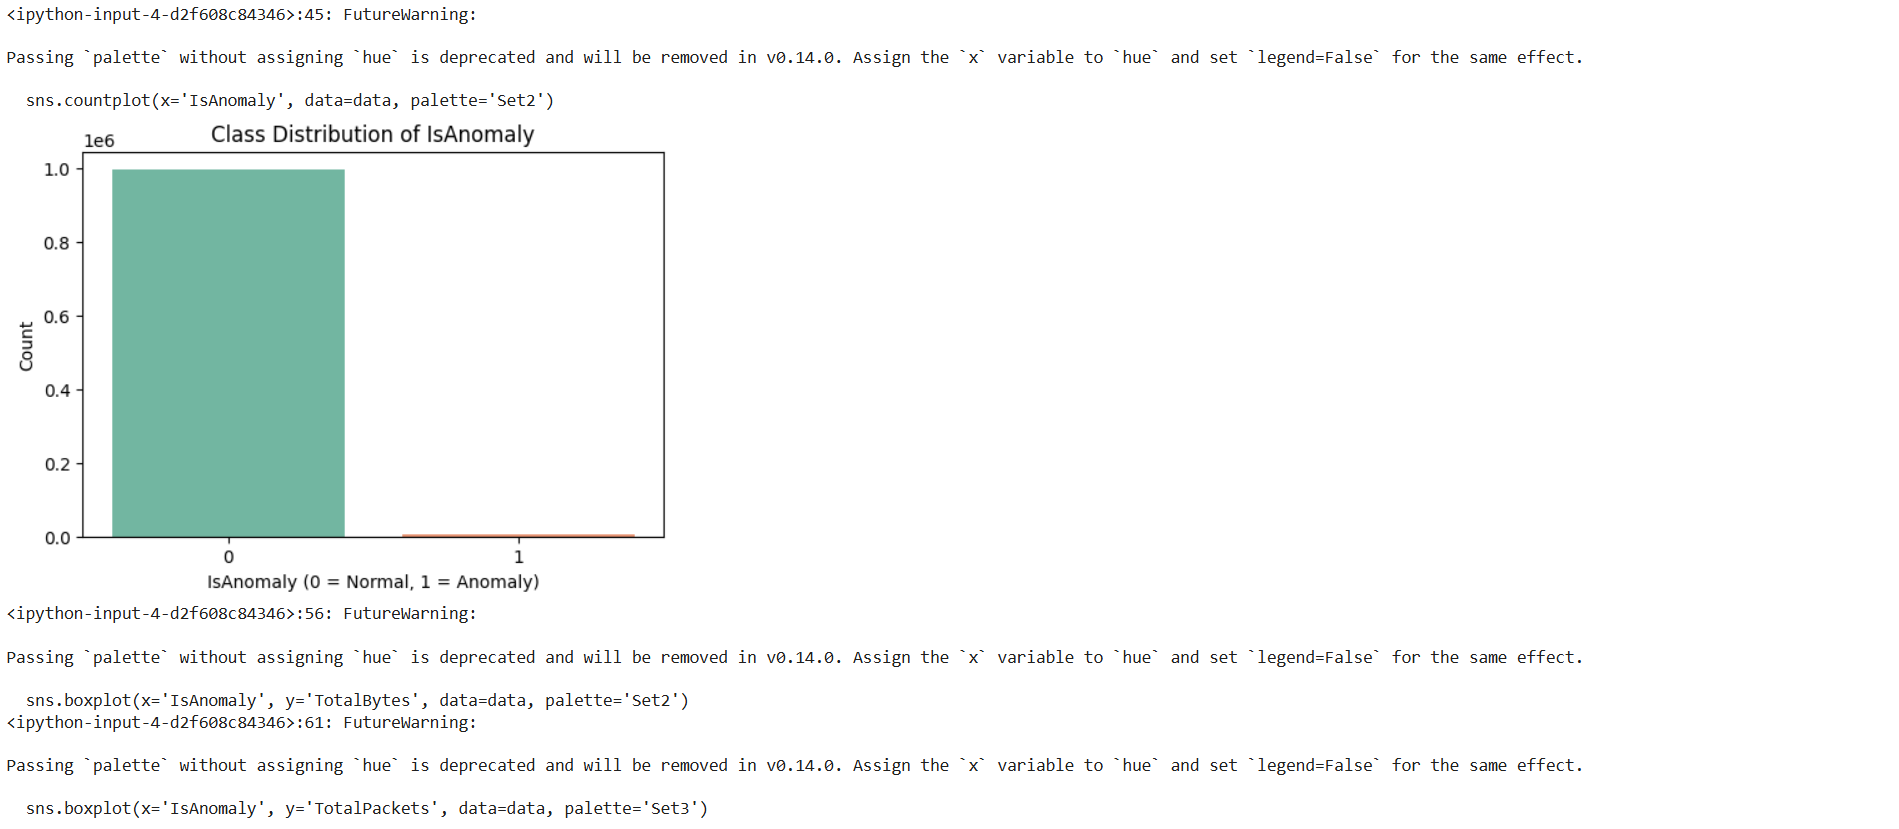 <ipython-input-4-d2f608c84346>:45: FutureWarning:
Passing `palette` without assigning `hue` is deprecated and will be removed in v0.14.0. Assign the `x` variable to `hue` and set `legend=False` for the same effect.
sns.countplot(x='IsAnomaly', data=data, palette='Set2')
Class Distribution of IsAnomaly
1e6
1.0
0.8
0.6
0.4
0.2
0.0
Count
0 1
IsAnomaly (0 = Normal, 1 = Anomaly)
<ipython-input-4-d2f608c84346>:56: FutureWarning:
Passing `palette` without assigning `hue` is deprecated and will be removed in v0.14.0. Assign the `x` variable to `hue` and set `legend=False` for the same effect.
sns.boxplot(x='IsAnomaly', y='TotalBytes', data=data, palette='Set2')
<ipython-input-4-d2f608c84346>:61: FutureWarning:
Passing `palette` without assigning `hue` is deprecated and will be removed in v0.14.0. Assign the `x` variable to `hue` and set `legend=False` for the same effect.
sns.boxplot(x='IsAnomaly', y='TotalPackets', data=data, palette='Set3')